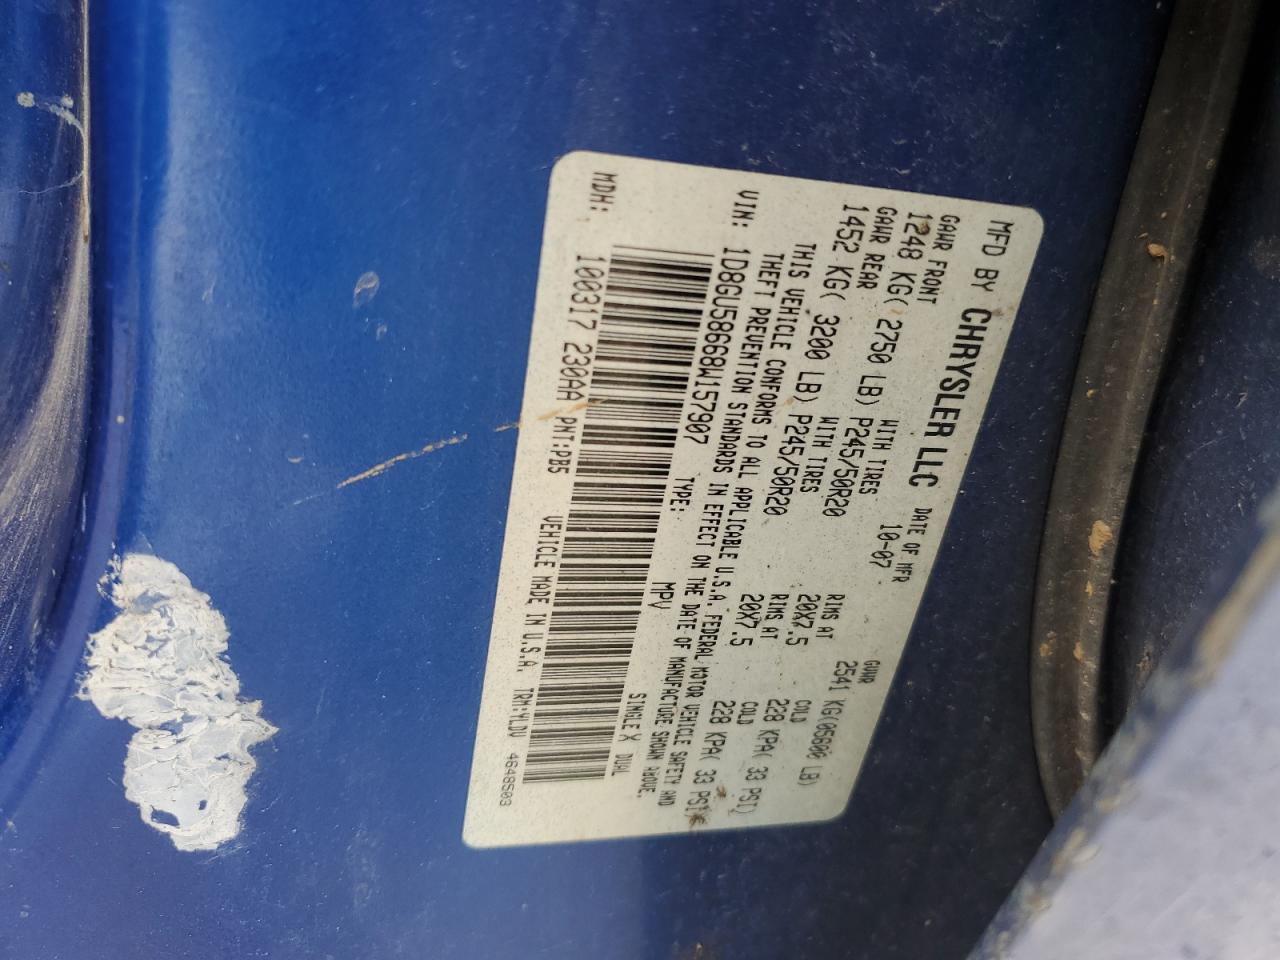 MFD BY CHRYSLER LLC DATE OF MFR 10-07 GVWR 2541 KG(05600 LB)
GAWR FRONT WITH TIRES RIMS AT COLD
1248 KG( 2750 LB) P245/50R20 20X7.5 228 KPA( 33 PSI)
GAWR REAR WITH TIRES RIMS AT COLD
1452 KG( 3200 LB) P245/50R20 20X7.5 228 KPA( 33 PSI)
THIS VEHICLE CONFORMS TO ALL APPLICABLE U.S.A. FEDERAL MOTOR VEHICLE SAFETY AND
THEFT PREVENTION STANDARDS IN EFFECT ON THE DATE OF MANUFACTURE SHOWN ABOVE.
VIN: 1D8GU58668W157907 TYPE: MPV SINGLE X DUAL
MDH: 100317 230AA PNT:PB5 VEHICLE MADE IN U.S.A. TRM:YLDV 4648503